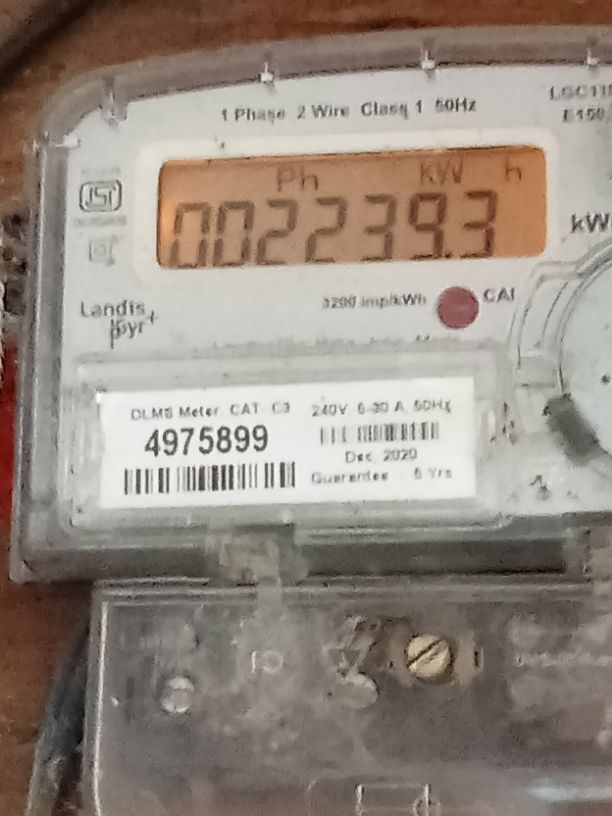 1 Phase 2 Wire Class 1 50Hz
Ph kW h
002239.3
kW
Landis
Gyr+
3200 imp/kWh
CAL
DLMS Meter. CAT C3
240V 5-30 A, 50Hz
4975899
Dec. 2020
Guarantee 5 Yrs